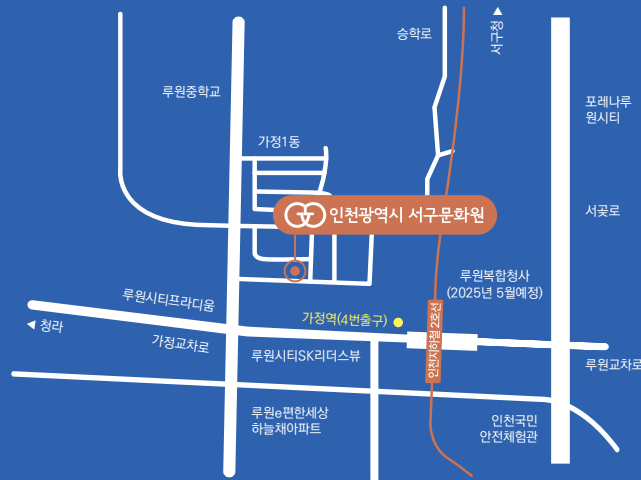 승학로
▲
서구청
루원중학교
포레나루
원시티
가정1동
인천광역시 서구문화원
서곶로
루원복합청사
(2025년 5월예정)
루원시티프라디움
가정역(4번출구)
인천지하철 2호선
◀ 청라
가정교차로
루원시티SK리더스뷰
루원교차로
루원e편한세상
하늘채아파트
인천국민
안전체험관